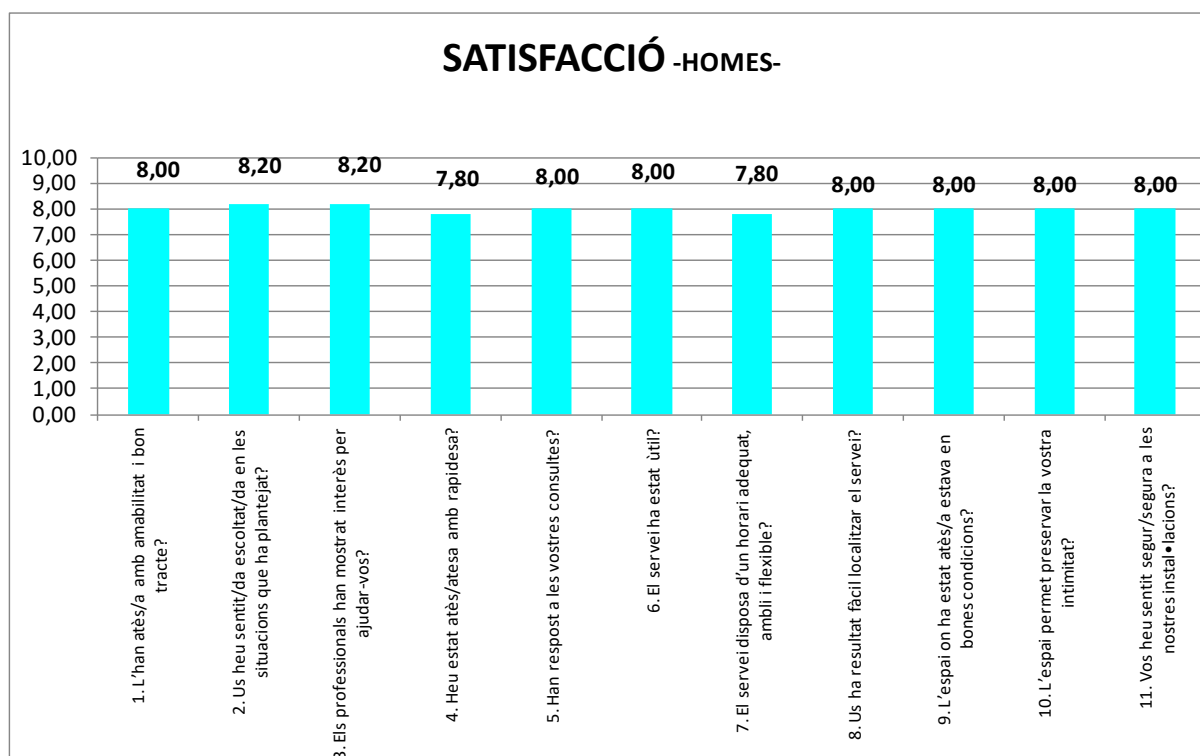 SATISFACCIÓ -HOMES-
10,00
9,00
8,00
7,00
6,00
5,00
4,00
3,00
2,00
1,00
0,00
8,00
8,20
8,20
7,80
8,00
8,00
7,80
8,00
8,00
8,00
8,00
1. L'han atès/a amb amabilitat i bon
tracte?
2. Us heu sentit/da escoltat/da en les
situacions que ha plantejat?
3. Els professionals han mostrat interès per
ajudar-vos?
4. Heu estat atès/atesa amb rapidesa?
5. Han respost a les vostres consultes?
6. El servei ha estat ùtil?
7. El servei disposa d'un horari adequat,
ambli i flexible?
8. Us ha resultat fàcil localitzar el servei?
9. L'espai on ha estat atès/a estava en
bones condicions?
10. L'espai permet preservar la vostra
intimitat?
11. Vos heu sentit segur/segura a les
nostres instal•lacions?